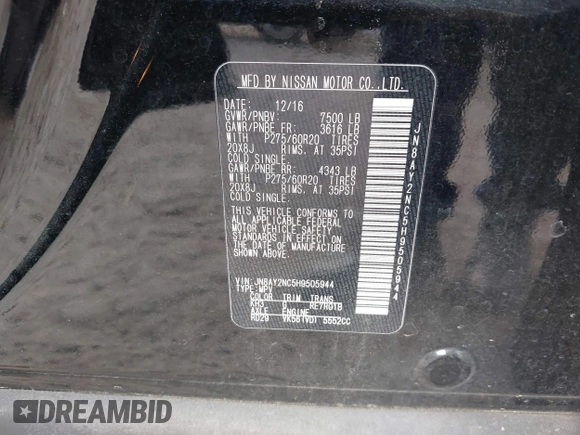 MFD BY NISSAN MOTOR CO.,LTD.
DATE: 12/16
GVWR/PNBV: 7500 LB
GAWR/PNBE FR: 3616 LB
WITH P275/60R20 TIRES
20X8J RIMS. AT 35PSI
COLD SINGLE.
GAWR/PNBE RR: 4343 LB
WITH P275/60R20 TIRES
20X8J RIMS. AT 35PSI
COLD SINGLE.
THIS VEHICLE CONFORMS TO
ALL APPLICABLE FEDERAL
MOTOR VEHICLE SAFETY
STANDARDS IN EFFECT ON
THE DATE OF MANUFACTURE
SHOWN ABOVE.
VIN: JN8AY2NC5H9505944
TYPE: MPV
COLOR TRIM TRANS
KH3 G RE7R01B
AXLE ENGINE
RD29 VK56(VD) 5552CC
JN8AY2NC5H9505944
DREAMBID